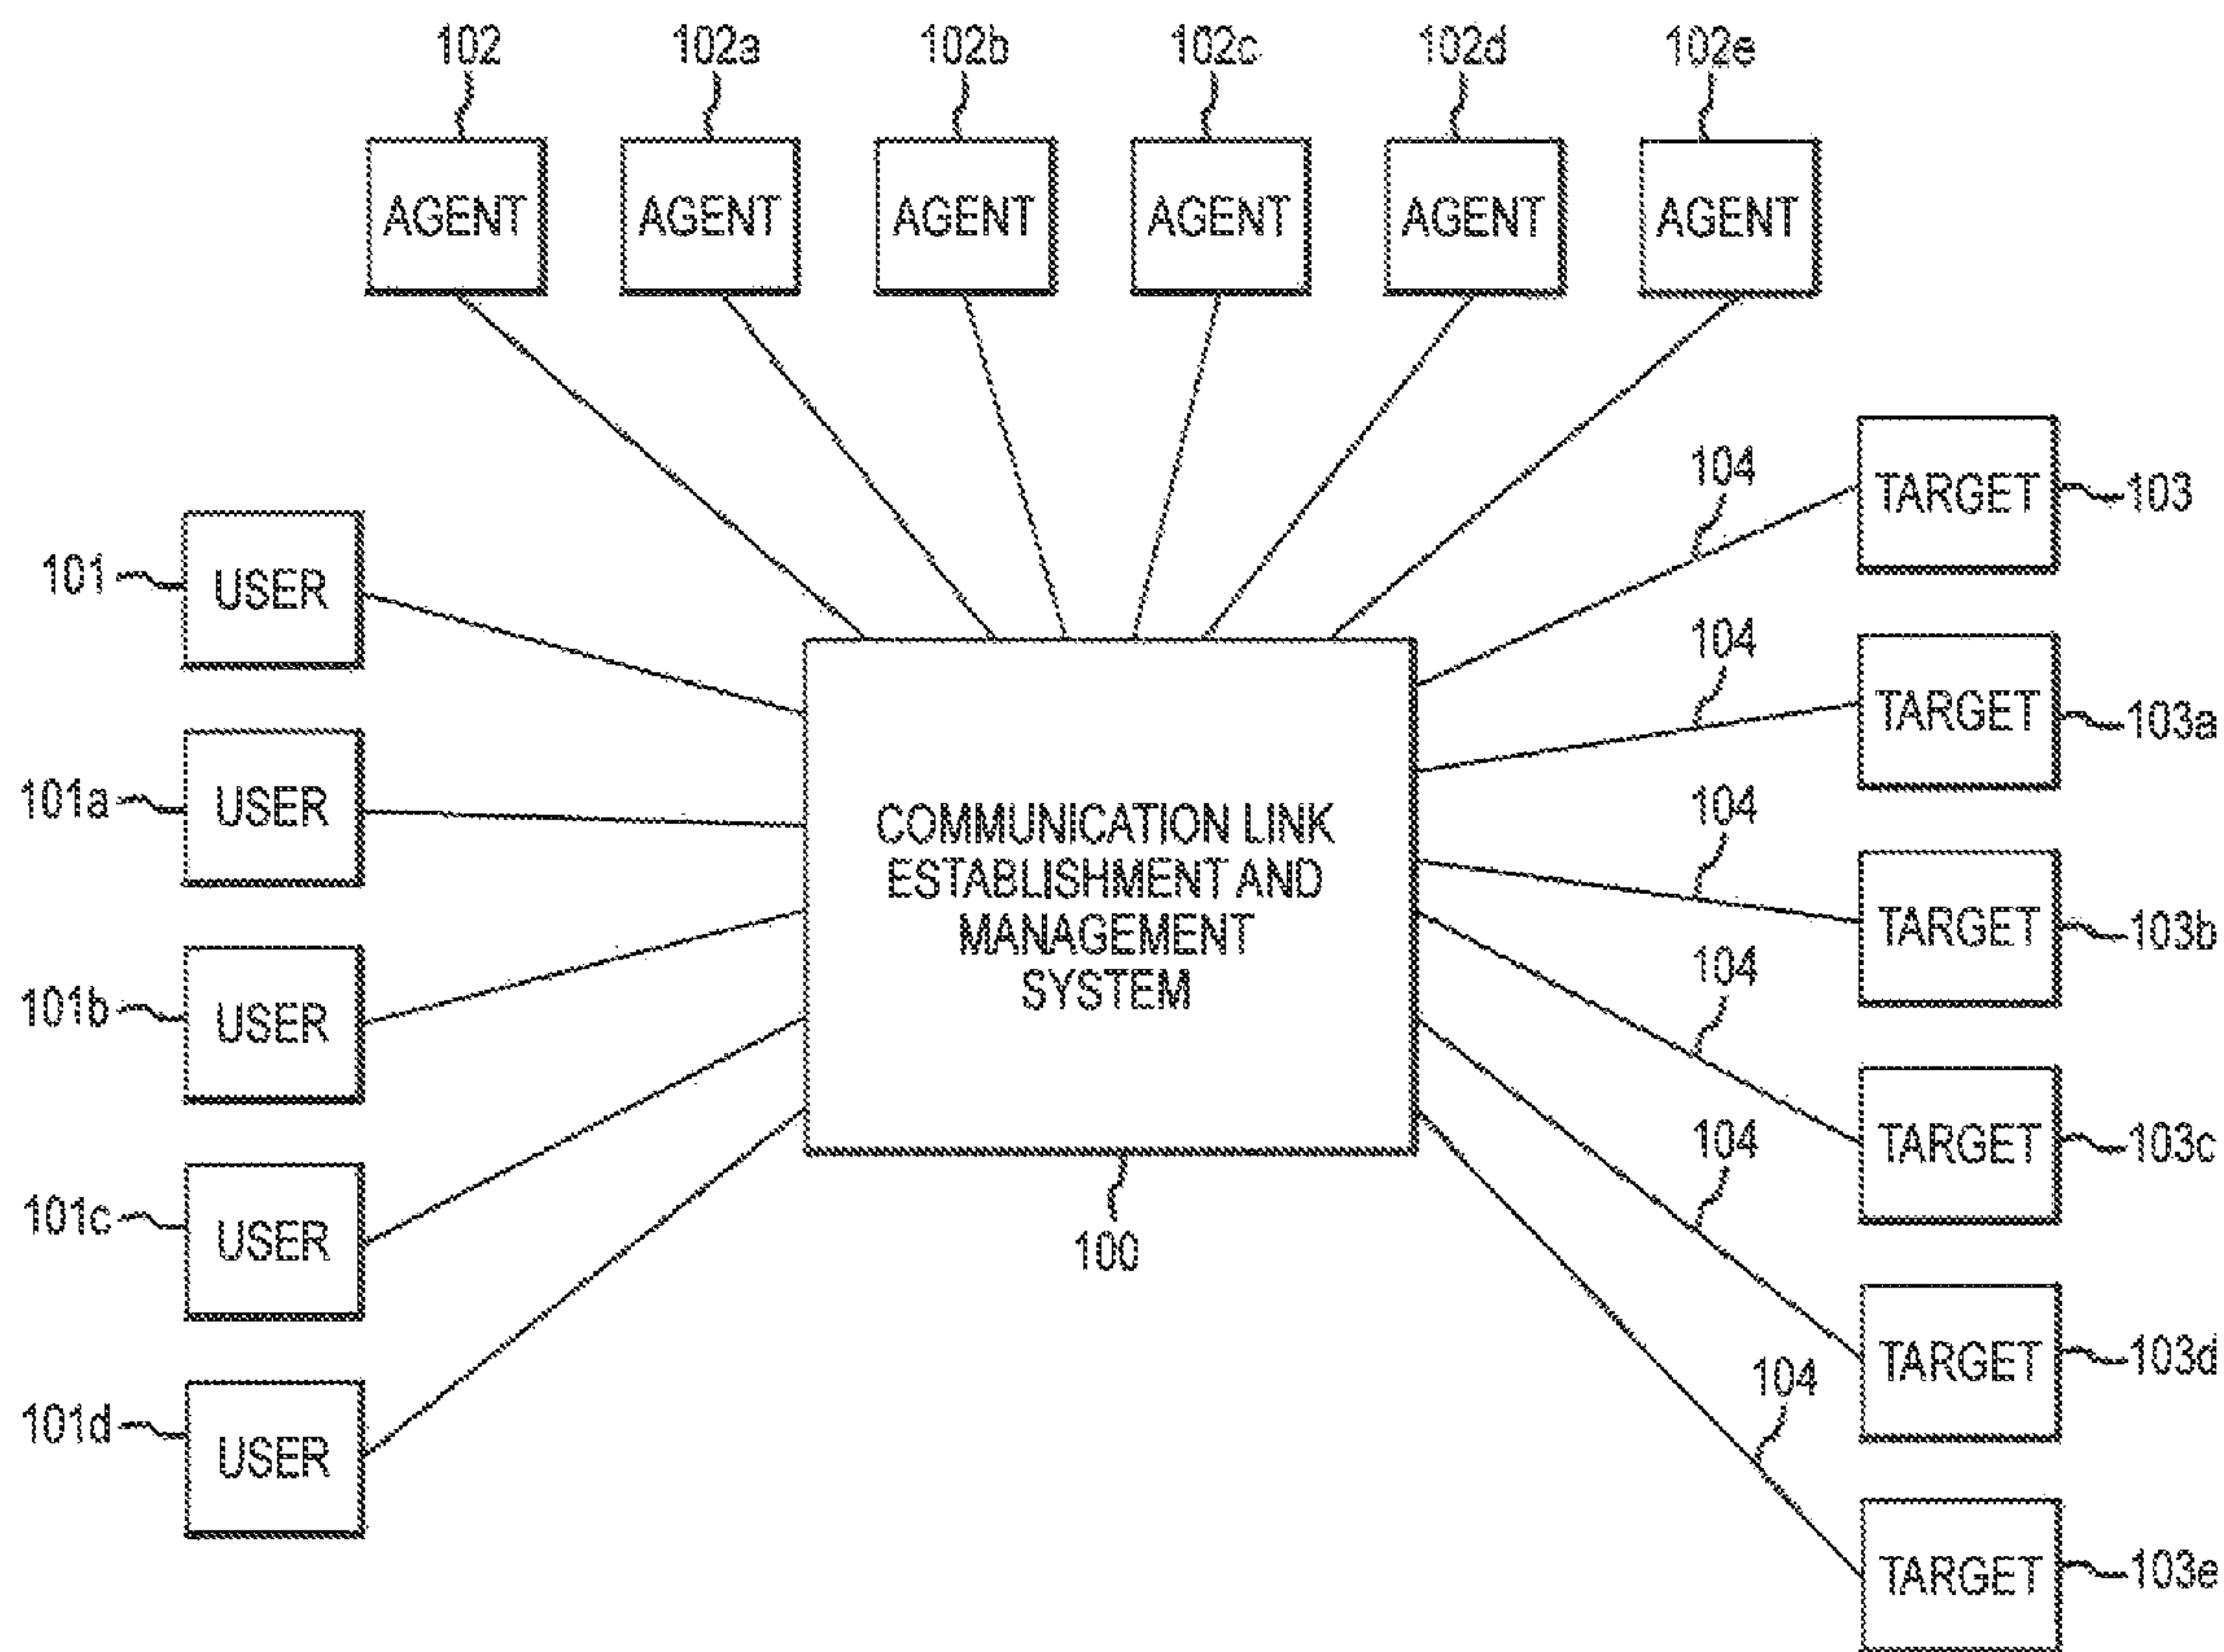 102
102a
102b
102c
102d
102e
AGENT
AGENT
AGENT
AGENT
AGENT
AGENT
104
TARGET
103
101
USER
104
TARGET
103a
101a
USER
104
TARGET
103b
COMMUNICATION LINK
ESTABLISHMENT AND
MANAGEMENT
SYSTEM
101b
USER
104
TARGET
103c
100
101c
USER
104
TARGET
103d
101d
USER
104
TARGET
103e